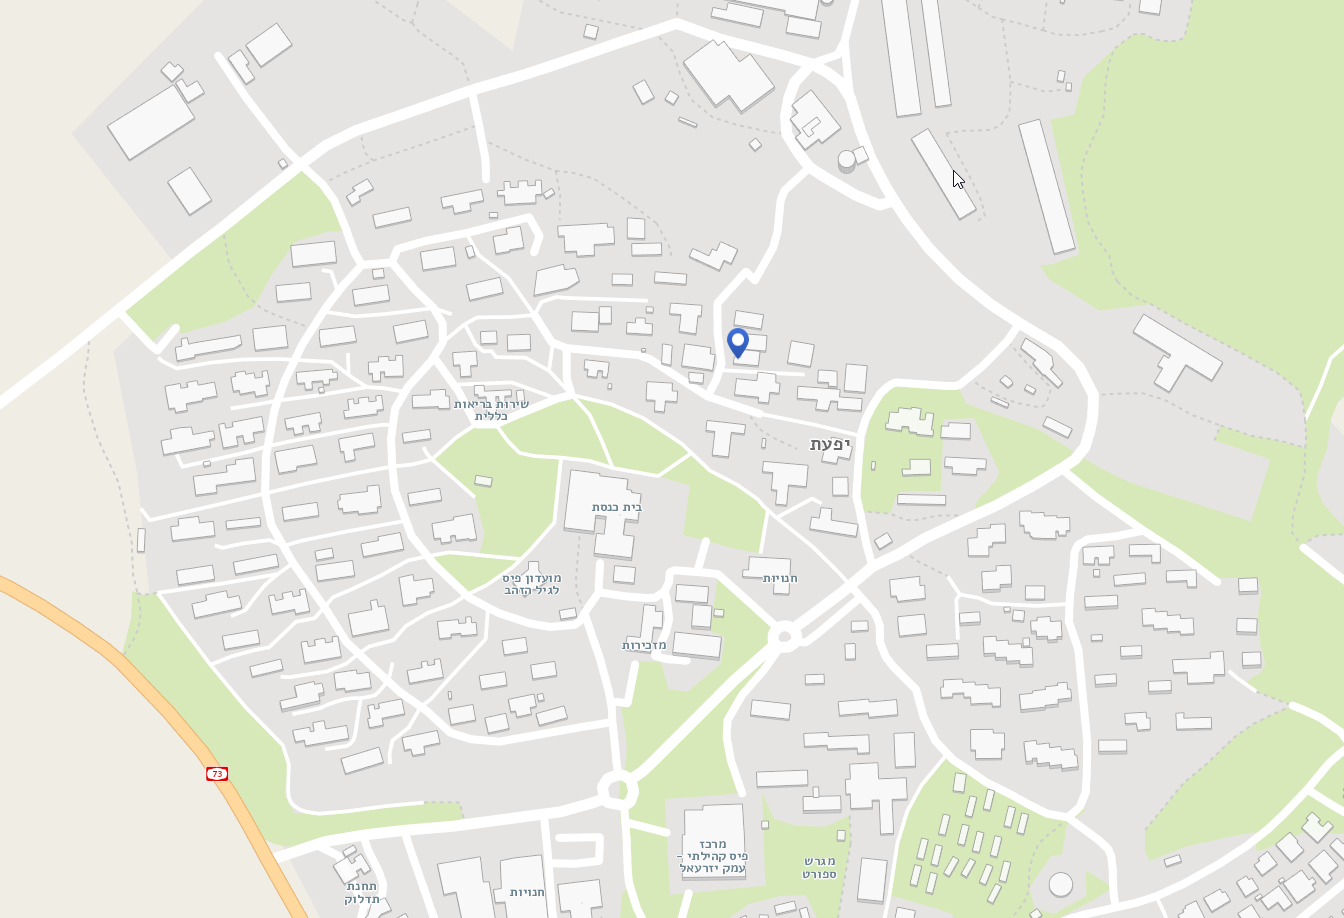 שירות בריאות
כללית
יפעת
בית כנסת
מועדון פיס
לגיל הזהב
חנויות
מזכירות
73
מרכז
פיס קהילתי -
עמק יזרעאל
מגרש
ספורט
תחנת
תדלוק
חנויות